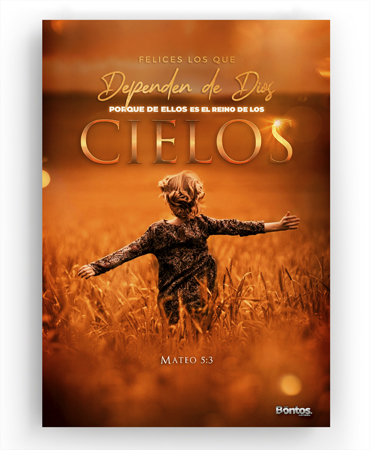 FELICES LOS QUE
Dependen de Dios
PORQUE DE ELLOS ES EL REINO DE LOS
CIELOS
MATEO 5:3
Bontos.